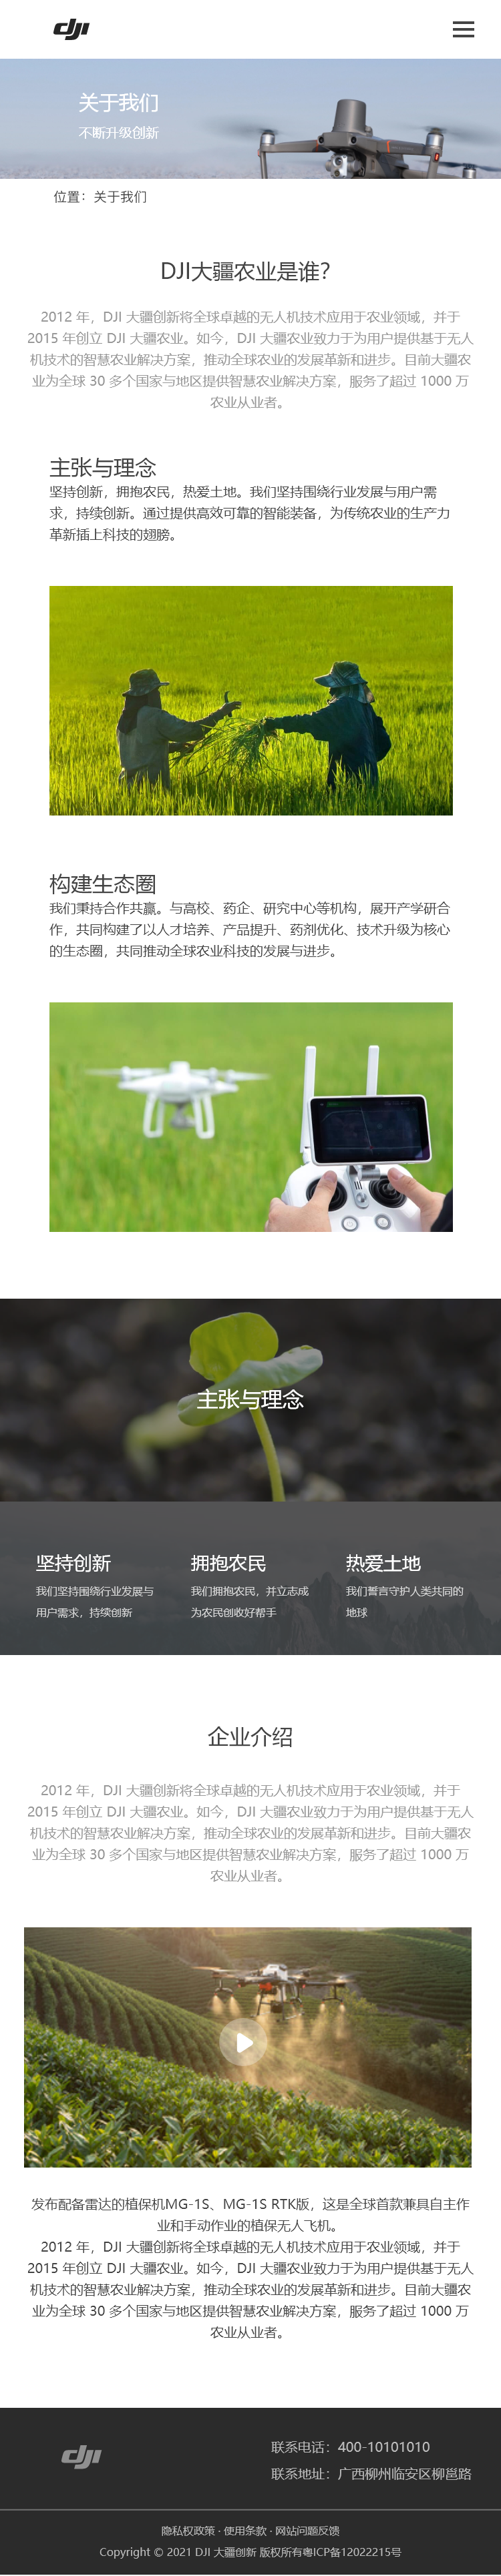 dji
关于我们
不断升级创新
位置：关于我们
DJI大疆农业是谁？
2012 年，DJI 大疆创新将全球卓越的无人机技术应用于农业领域，并于
2015 年创立 DJI 大疆农业。如今，DJI 大疆农业致力于为用户提供基于无人
机技术的智慧农业解决方案，推动全球农业的发展革新和进步。目前大疆农
业为全球 30 多个国家与地区提供智慧农业解决方案，服务了超过 1000 万
农业从业者。
主张与理念
坚持创新，拥抱农民，热爱土地。我们坚持围绕行业发展与用户需
求，持续创新。通过提供高效可靠的智能装备，为传统农业的生产力
革新插上科技的翅膀。
构建生态圈
我们秉持合作共赢。与高校、药企、研究中心等机构，展开产学研合
作，共同构建了以人才培养、产品提升、药剂优化、技术升级为核心
的生态圈，共同推动全球农业科技的发展与进步。
主张与理念
坚持创新
我们坚持围绕行业发展与
用户需求，持续创新
拥抱农民
我们拥抱农民，并立志成
为农民创收好帮手
热爱土地
我们誓言守护人类共同的
地球
企业介绍
2012 年，DJI 大疆创新将全球卓越的无人机技术应用于农业领域，并于
2015 年创立 DJI 大疆农业。如今，DJI 大疆农业致力于为用户提供基于无人
机技术的智慧农业解决方案，推动全球农业的发展革新和进步。目前大疆农
业为全球 30 多个国家与地区提供智慧农业解决方案，服务了超过 1000 万
农业从业者。
发布配备雷达的植保机MG-1S、MG-1S RTK版，这是全球首款兼具自主作
业和手动作业的植保无人飞机。
2012 年，DJI 大疆创新将全球卓越的无人机技术应用于农业领域，并于
2015 年创立 DJI 大疆农业。如今，DJI 大疆农业致力于为用户提供基于无人
机技术的智慧农业解决方案，推动全球农业的发展革新和进步。目前大疆农
业为全球 30 多个国家与地区提供智慧农业解决方案，服务了超过 1000 万
农业从业者。
dji
联系电话：400-10101010
联系地址：广西柳州临安区柳邕路
隐私权政策 · 使用条款 · 网站问题反馈
Copyright © 2021 DJI 大疆创新 版权所有粤ICP备12022215号